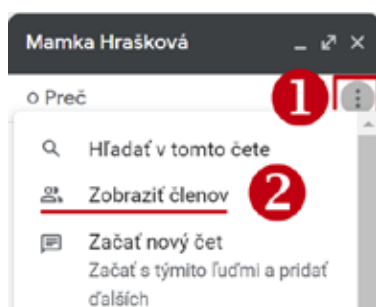 Mamka Hrašková
Preč
1
Hľadať v tomto čete
Zobraziť členov
2
Začať nový čet
Začať s týmito ľuďmi a pridať
ďalších